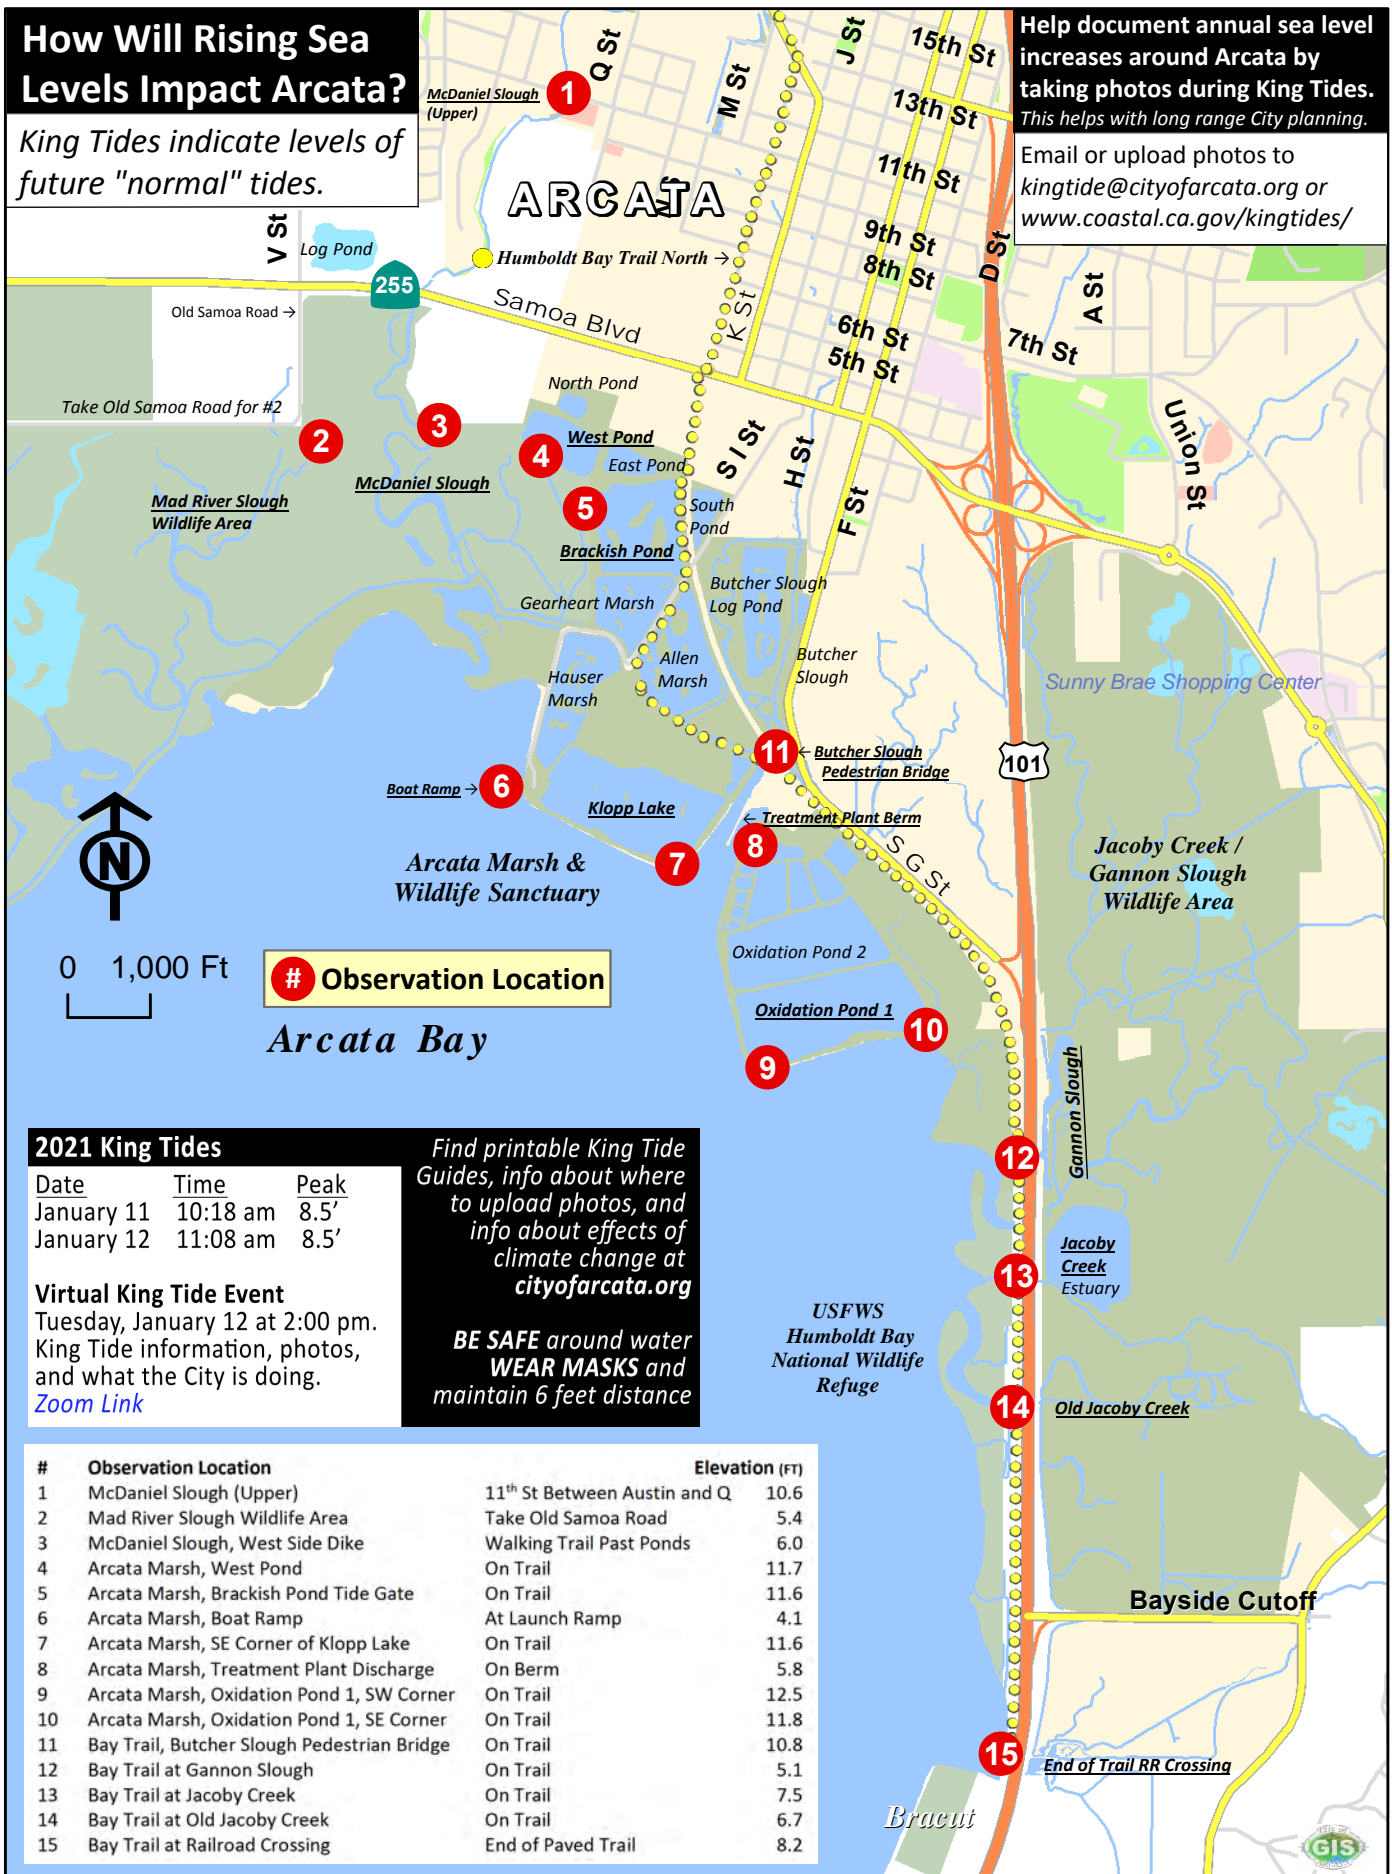 How Will Rising Sea
Levels Impact Arcata?
King Tides indicate levels of
future "normal" tides.
Help document annual sea level
increases around Arcata by
taking photos during King Tides.
This helps with long range City planning.
Email or upload photos to
kingtide@cityofarcata.org or
www.coastal.ca.gov/kingtides/
McDaniel Slough
(Upper)
1
Q St
M St
J St
15th St
13th St
11th St
9th St
8th St
6th St
5th St
7th St
D St
A St
ARCATA
V St
Log Pond
Humboldt Bay Trail North →
255
Old Samoa Road →
Samoa Blvd
K St
Take Old Samoa Road for #2
North Pond
2
3
4
West Pond
East Pond
S I St
H St
F St
Union St
McDaniel Slough
Mad River Slough
Wildlife Area
5
South
Pond
Brackish Pond
Butcher Slough
Log Pond
Gearheart Marsh
Allen
Marsh
Hauser
Marsh
Butcher
Slough
Sunny Brae Shopping Center
11
← Butcher Slough
Pedestrian Bridge
101
Boat Ramp →
6
Klopp Lake
← Treatment Plant Berm
7
8
S G St
Arcata Marsh &
Wildlife Sanctuary
Jacoby Creek /
Gannon Slough
Wildlife Area
N
0 1,000 Ft
# Observation Location
Oxidation Pond 2
Oxidation Pond 1
10
9
Arcata Bay
Gannon Slough
12
2021 King Tides
Date Time Peak
January 11 10:18 am 8.5’
January 12 11:08 am 8.5’
Virtual King Tide Event
Tuesday, January 12 at 2:00 pm.
King Tide information, photos,
and what the City is doing.
Zoom Link
Find printable King Tide
Guides, info about where
to upload photos, and
info about effects of
climate change at
cityofarcata.org
BE SAFE around water
WEAR MASKS and
maintain 6 feet distance
Jacoby
Creek
Estuary
13
USFWS
Humboldt Bay
National Wildlife
Refuge
14
Old Jacoby Creek
Bayside Cutoff
15
End of Trail RR Crossing
Bracut
GIS
# Observation Location Elevation (FT)
1 McDaniel Slough (Upper) 11th St Between Austin and Q 10.6
2 Mad River Slough Wildlife Area Take Old Samoa Road 5.4
3 McDaniel Slough, West Side Dike Walking Trail Past Ponds 6.0
4 Arcata Marsh, West Pond On Trail 11.7
5 Arcata Marsh, Brackish Pond Tide Gate On Trail 11.6
6 Arcata Marsh, Boat Ramp At Launch Ramp 4.1
7 Arcata Marsh, SE Corner of Klopp Lake On Trail 11.6
8 Arcata Marsh, Treatment Plant Discharge On Berm 5.8
9 Arcata Marsh, Oxidation Pond 1, SW Corner On Trail 12.5
10 Arcata Marsh, Oxidation Pond 1, SE Corner On Trail 11.8
11 Bay Trail, Butcher Slough Pedestrian Bridge On Trail 10.8
12 Bay Trail at Gannon Slough On Trail 5.1
13 Bay Trail at Jacoby Creek On Trail 7.5
14 Bay Trail at Old Jacoby Creek On Trail 6.7
15 Bay Trail at Railroad Crossing End of Paved Trail 8.2